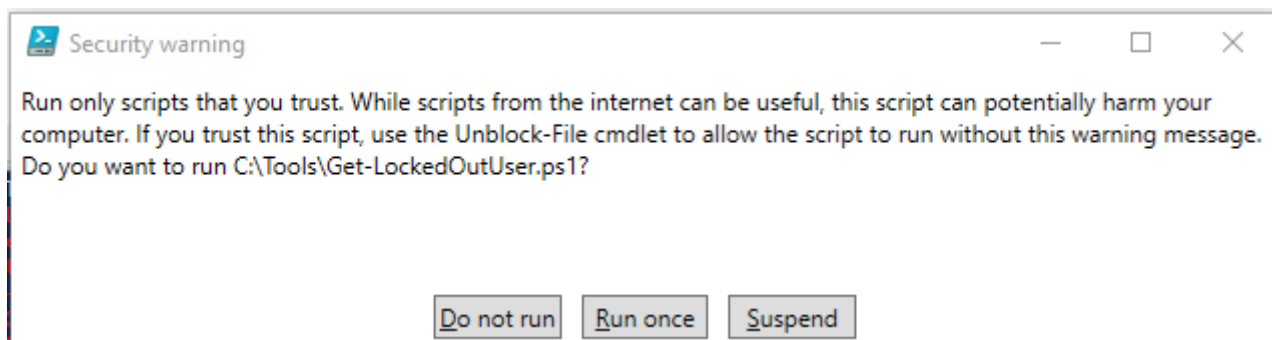 Security warning
Run only scripts that you trust. While scripts from the internet can be useful, this script can potentially harm your
computer. If you trust this script, use the Unblock-File cmdlet to allow the script to run without this warning message.
Do you want to run C:\Tools\Get-LockedOutUser.ps1?
Do not run Run once Suspend